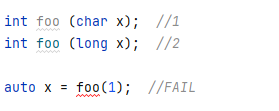 int foo (char x);  //1
int foo (long x);  //2
auto x = foo(1);  //FAIL